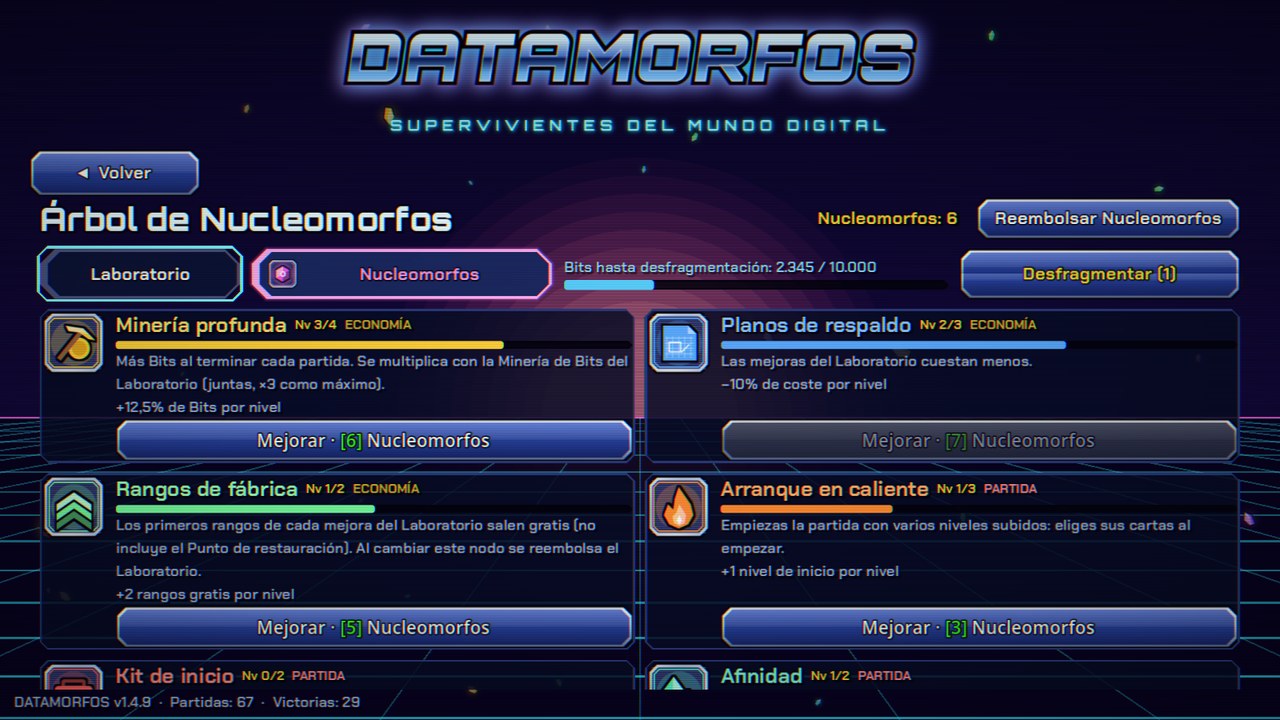 DATAMORFOS
SUPERVIVIENTES DEL MUNDO DIGITAL
◄ Volver
Árbol de Nucleomorfos
Nucleomorfos: 6
Reembolsar Nucleomorfos
Laboratorio
Nucleomorfos
Bits hasta desfragmentación: 2.345 / 10.000
Desfragmentar (1)
Minería profunda Nv 3/4 ECONOMÍA
Más Bits al terminar cada partida. Se multiplica con la Minería de Bits del
Laboratorio (juntas, ×3 como máximo).
+12,5% de Bits por nivel
Mejorar · [6] Nucleomorfos
Planos de respaldo Nv 2/3 ECONOMÍA
Las mejoras del Laboratorio cuestan menos.
−10% de coste por nivel
Mejorar · [7] Nucleomorfos
Rangos de fábrica Nv 1/2 ECONOMÍA
Los primeros rangos de cada mejora del Laboratorio salen gratis (no
incluye el Punto de restauración). Al cambiar este nodo se reembolsa el
Laboratorio.
+2 rangos gratis por nivel
Mejorar · [5] Nucleomorfos
Arranque en caliente Nv 1/3 PARTIDA
Empiezas la partida con varios niveles subidos: eliges sus cartas al
empezar.
+1 nivel de inicio por nivel
Mejorar · [3] Nucleomorfos
Kit de inicio Nv 0/2 PARTIDA
Afinidad Nv 1/2 PARTIDA
DATAMORFOS v1.4.9 · Partidas: 67 · Victorias: 29